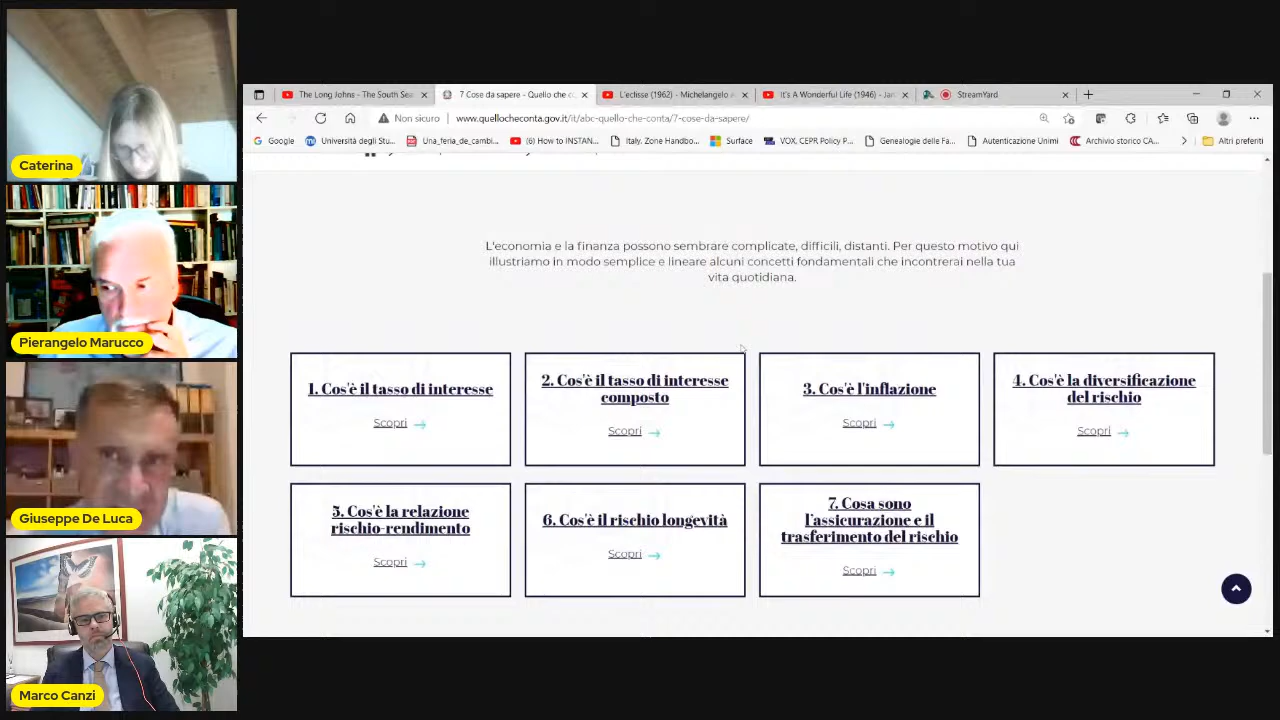 Caterina
Pierangelo Marucco
Giuseppe De Luca
Marco Canzi
The Long Johns - The South Sea
7 Cose da sapere - Quello che co
L'eclisse (1962) - Michelangelo A
It's A Wonderful Life (1946) - Jam
StreamYard
Non sicuro
www.quellocheconta.gov.it/it/abc-quello-che-conta/7-cose-da-sapere/
Google
Università degli Stu...
Una_feria_de_cambi...
(6) How to INSTAN...
Italy. Zone Handbo...
Surface
VOX, CEPR Policy P...
Genealogie delle Fa...
Autenticazione Unimi
Archivio storico CA...
Altri preferiti
L'economia e la finanza possono sembrare complicate, difficili, distanti. Per questo motivo qui
illustriamo in modo semplice e lineare alcuni concetti fondamentali che incontrerai nella tua
vita quotidiana.
1. Cos'è il tasso di interesse
Scopri
2. Cos'è il tasso di interesse
composto
Scopri
3. Cos'è l'inflazione
Scopri
4. Cos'è la diversificazione
del rischio
Scopri
5. Cos'è la relazione
rischio-rendimento
Scopri
6. Cos'è il rischio longevità
Scopri
7. Cosa sono
l'assicurazione e il
trasferimento del rischio
Scopri